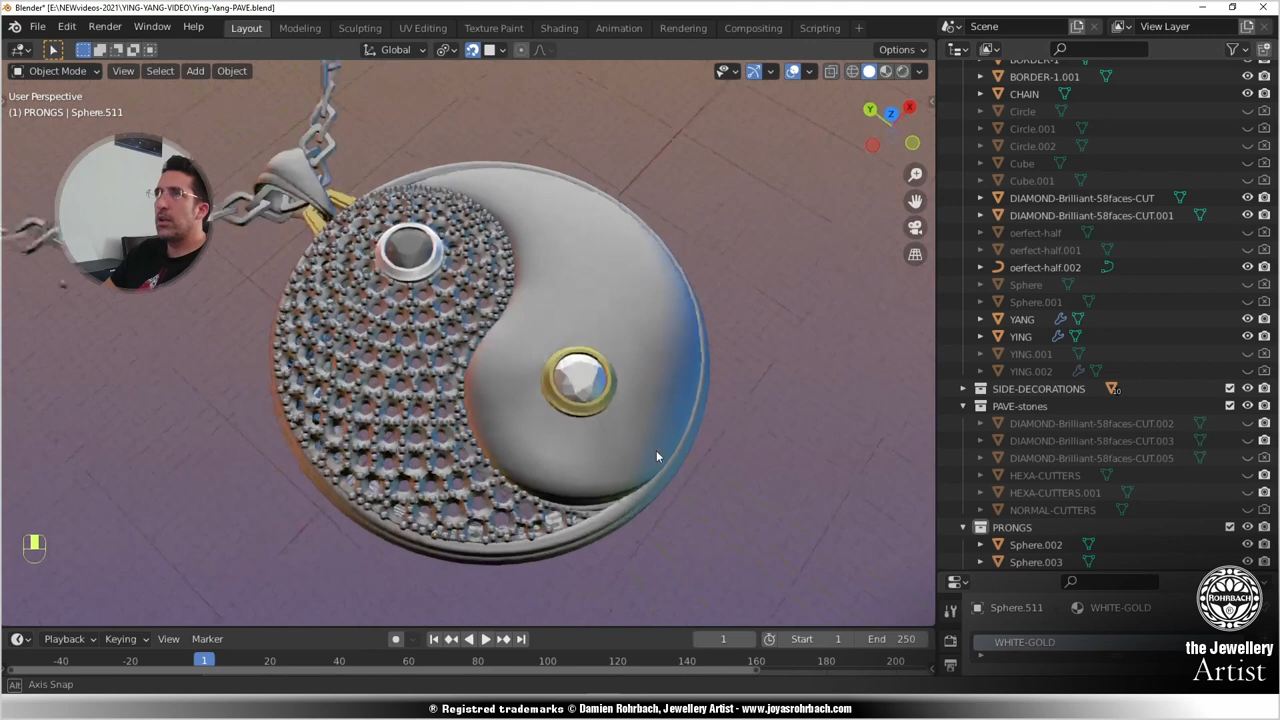 Blender* [E:\NEWvideos-2021\YING-YANG-VIDEO\Ying-Yang-PAVE.blend]
File Edit Render Window Help Layout Modeling Sculpting UV Editing Texture Paint Shading Animation Rendering Compositing Scripting + Scene View Layer
Global Options
Object Mode View Select Add Object
User Perspective
(1) PRONGS | Sphere.511
Y Z X
BORDER-1
BORDER-1.001
CHAIN
Circle
Circle.001
Circle.002
Cube
Cube.001
DIAMOND-Brilliant-58faces-CUT
DIAMOND-Brilliant-58faces-CUT.001
oerfect-half
oerfect-half.001
oerfect-half.002
Sphere
Sphere.001
YANG
YING
YING.001
YING.002
SIDE-DECORATIONS 10
PAVE-stones
DIAMOND-Brilliant-58faces-CUT.002
DIAMOND-Brilliant-58faces-CUT.003
DIAMOND-Brilliant-58faces-CUT.005
HEXA-CUTTERS
HEXA-CUTTERS.001
NORMAL-CUTTERS
PRONGS
Sphere.002
Sphere.003
Sphere.511 WHITE-GOLD
WHITE-GOLD
ROHRBACH
the Jewellery
Artist
Playback Keying View Marker 1 Start 1 End 250
-40 -20 1 20 40 60 80 100 120 140 160 180 200
Alt Axis Snap
® Registered trademarks © Damien Rohrbach, Jewellery Artist - www.joyasrohrbach.com